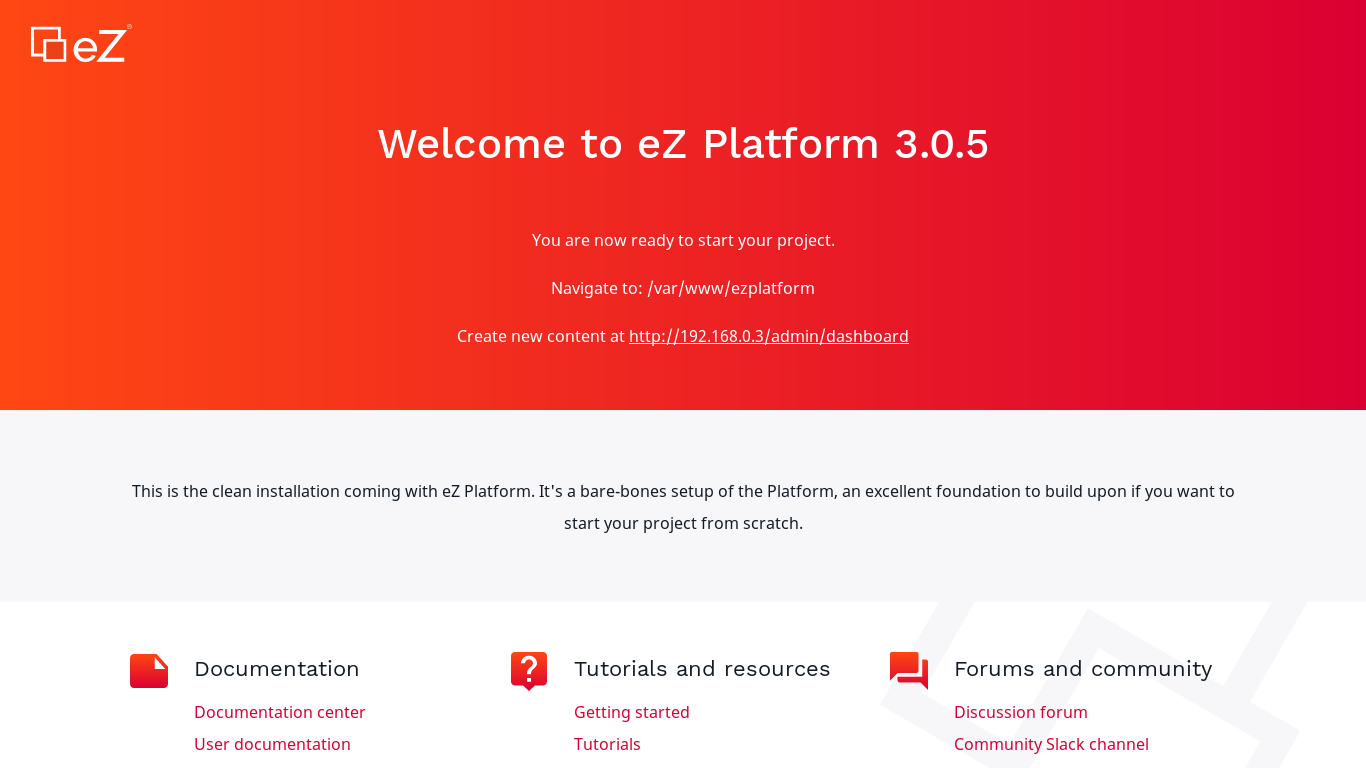 eZ®
Welcome to eZ Platform 3.0.5
You are now ready to start your project.
Navigate to: /var/www/ezplatform
Create new content at http://192.168.0.3/admin/dashboard
This is the clean installation coming with eZ Platform. It's a bare-bones setup of the Platform, an excellent foundation to build upon if you want to
start your project from scratch.
Documentation
Documentation center
User documentation
Tutorials and resources
Getting started
Tutorials
Forums and community
Discussion forum
Community Slack channel